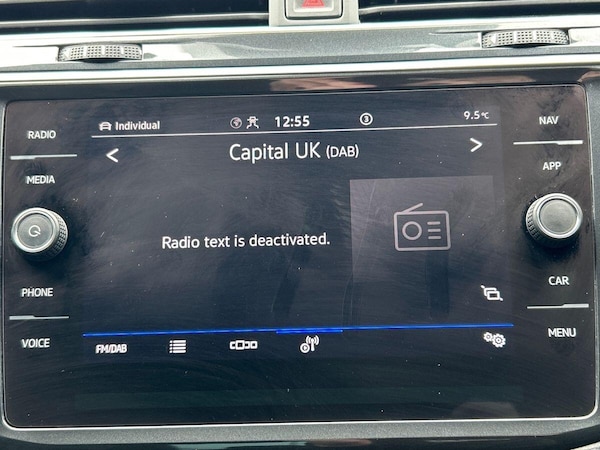 RADIO
MEDIA
PHONE
VOICE
Individual 12:55 3 9.5°C
Capital UK (DAB)
Radio text is deactivated.
FM/DAB
NAV
APP
CAR
MENU